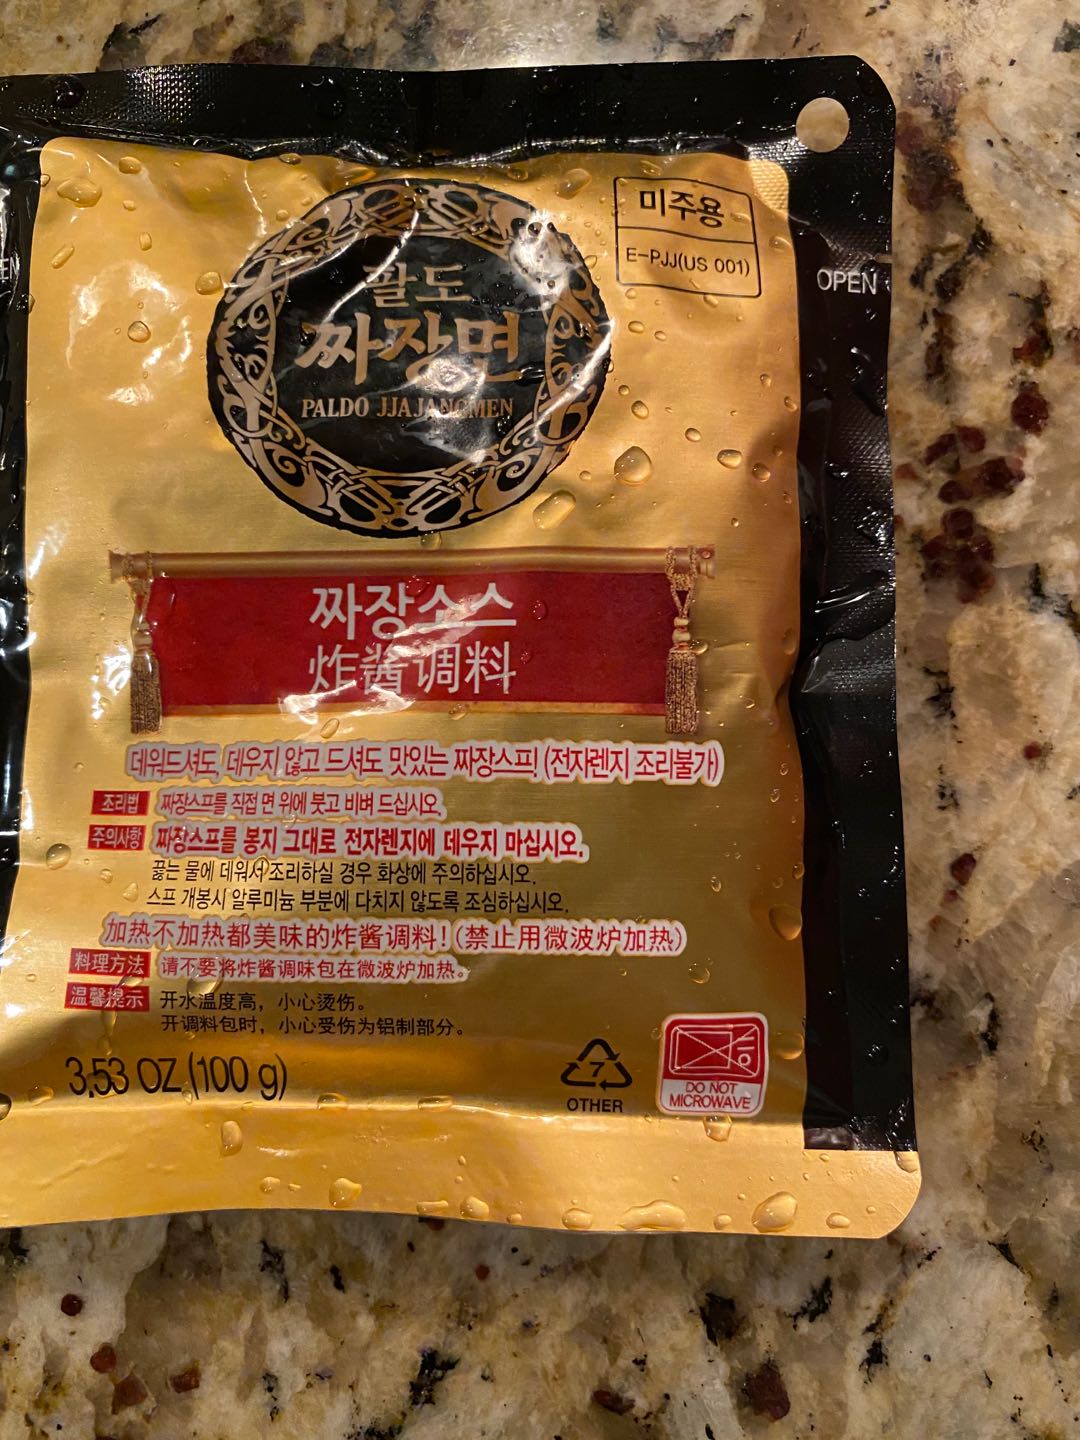 미주용
E-PJJ(US 001)
EN
OPEN
팔도
짜장면
PALDO JJAJANGMEN
짜장소스
炸酱调料
데워드셔도, 데우지 않고 드셔도 맛있는 짜장스프! (전자렌지 조리불가)
조리법 짜장스프를 직접 면 위에 붓고 비벼 드십시오.
주의사항 짜장스프를 봉지 그대로 전자렌지에 데우지 마십시오.
끓는 물에 데워서 조리하실 경우 화상에 주의하십시오.
스프 개봉시 알루미늄 부분에 다치지 않도록 조심하십시오.
加热不加热都美味的炸酱调料!(禁止用微波炉加热)
料理方法 请不要将炸酱调味包在微波炉加热。
温馨提示 开水温度高，小心烫伤。
开调料包时，小心受伤为铝制部分。
3.53 OZ (100 g)
7
OTHER
DO NOT
MICROWAVE